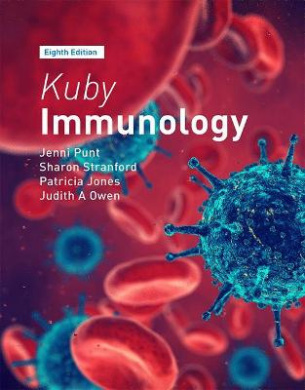 Eighth Edition
Kuby
Immunology
Jenni Punt
Sharon Stranford
Patricia Jones
Judith A Owen